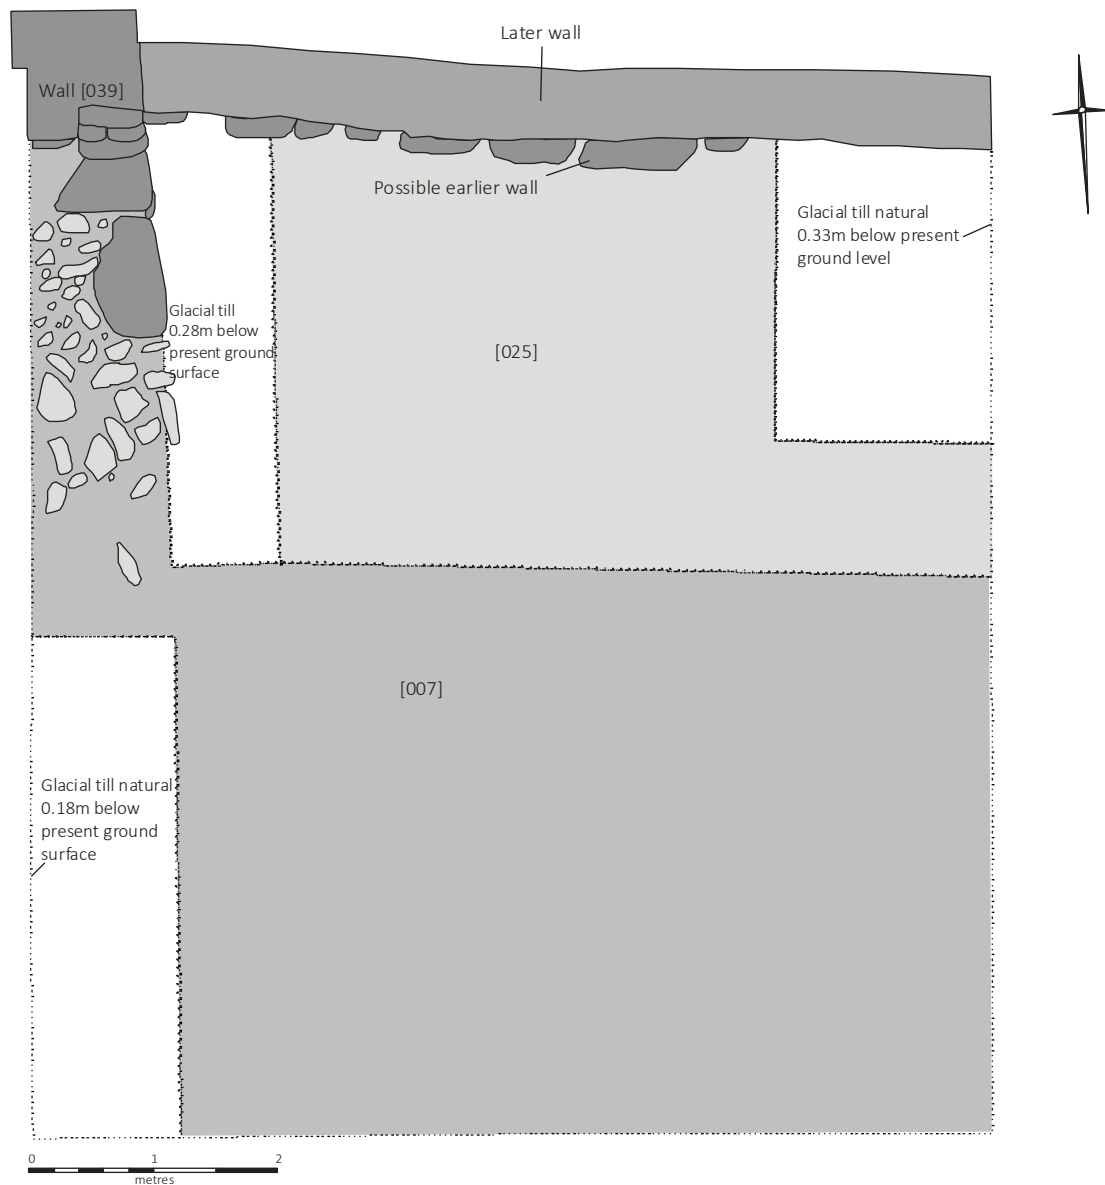 Later wall
Wall [039]
Possible earlier wall
Glacial till natural
0.33m below present
ground level
Glacial till
0.28m below
present ground
surface
[025]
[007]
Glacial till natural
0.18m below
present ground
surface
0 1 2
metres